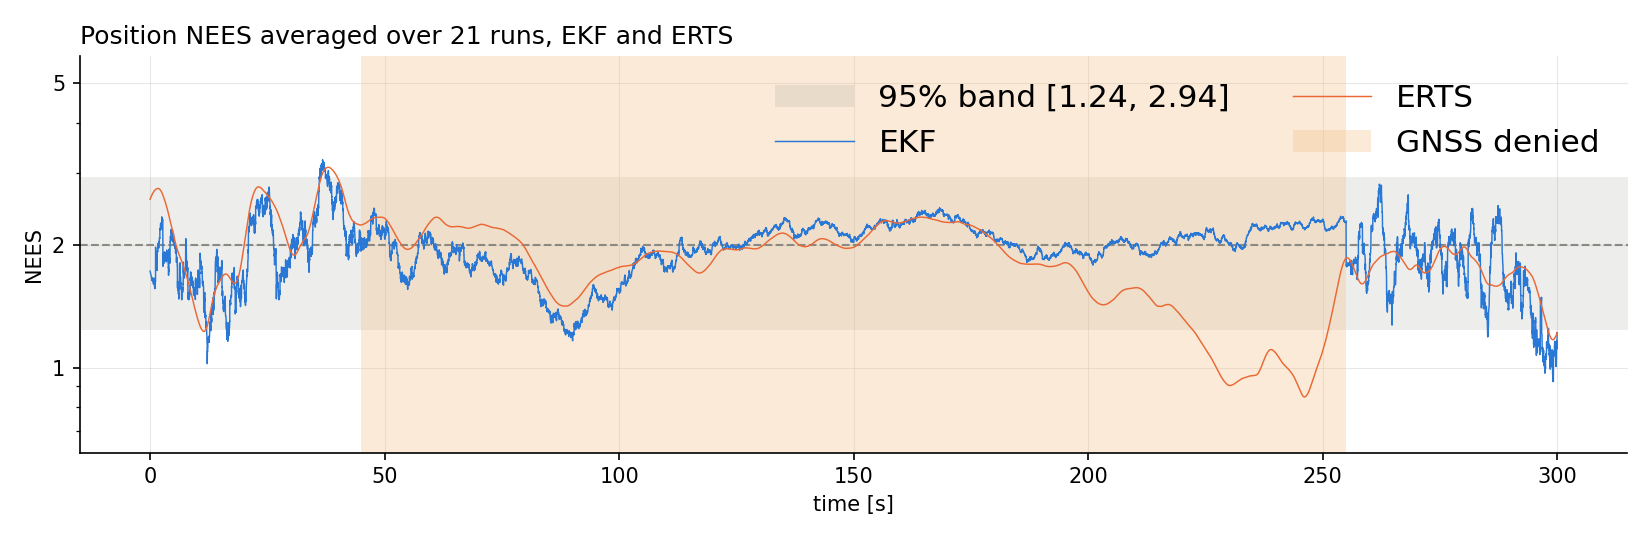 Position NEES averaged over 21 runs, EKF and ERTS
NEES
5
2
1
95% band [1.24, 2.94]
EKF
ERTS
GNSS denied
0
50
100
150
200
250
300
time [s]